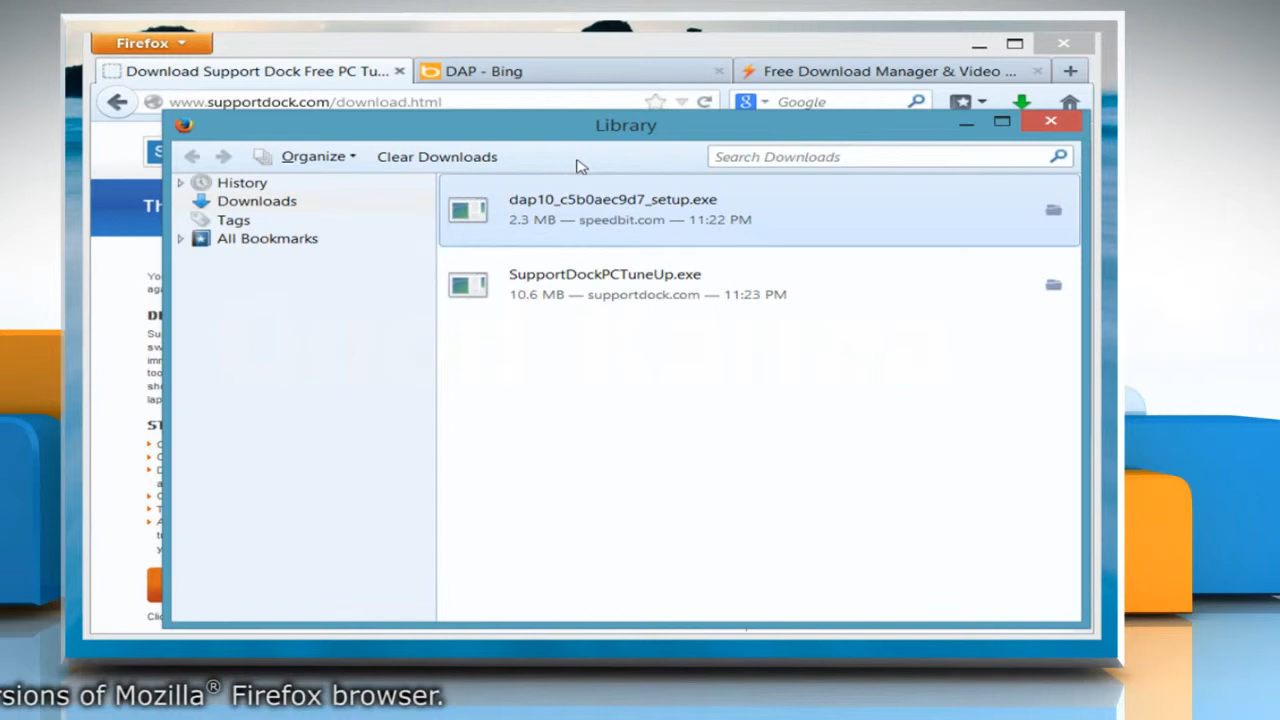 Firefox
Download Support Dock Free PC Tu...
DAP - Bing
Free Download Manager & Video ...
www.supportdock.com/download.html
Google
Library
Organize
Clear Downloads
Search Downloads
History
Downloads
Tags
All Bookmarks
dap10_c5b0aec9d7_setup.exe
2.3 MB — speedbit.com — 11:22 PM
SupportDockPCTuneUp.exe
10.6 MB — supportdock.com — 11:23 PM
rsions of Mozilla® Firefox browser.